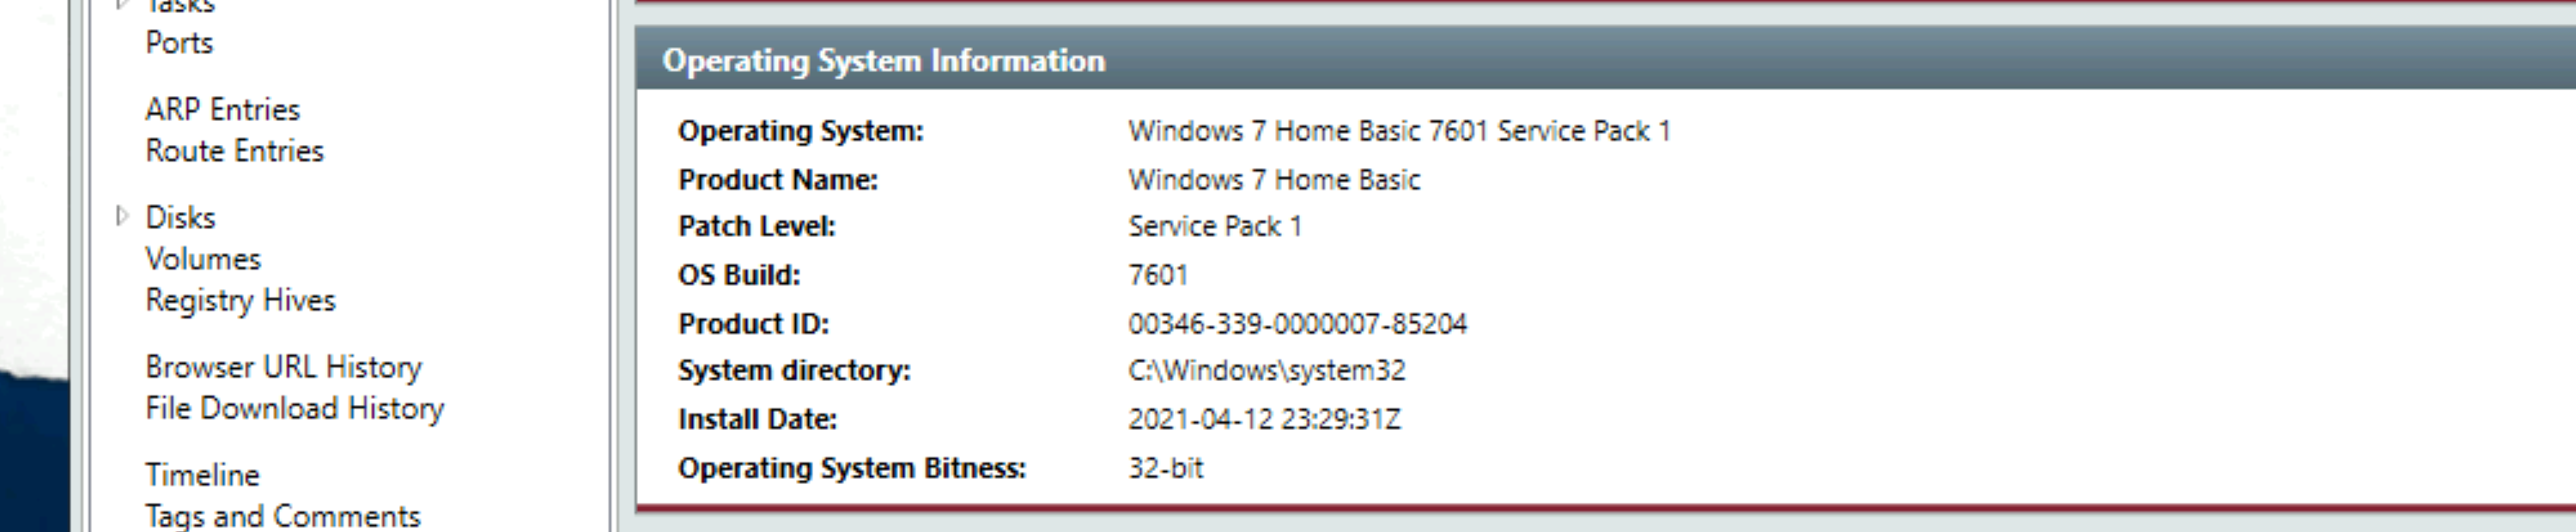 Tasks
Ports
ARP Entries
Route Entries
Disks
Volumes
Registry Hives
Browser URL History
File Download History
Timeline
Tags and Comments
Operating System Information
Operating System: Windows 7 Home Basic 7601 Service Pack 1
Product Name: Windows 7 Home Basic
Patch Level: Service Pack 1
OS Build: 7601
Product ID: 00346-339-0000007-85204
System directory: C:\Windows\system32
Install Date: 2021-04-12 23:29:31Z
Operating System Bitness: 32-bit